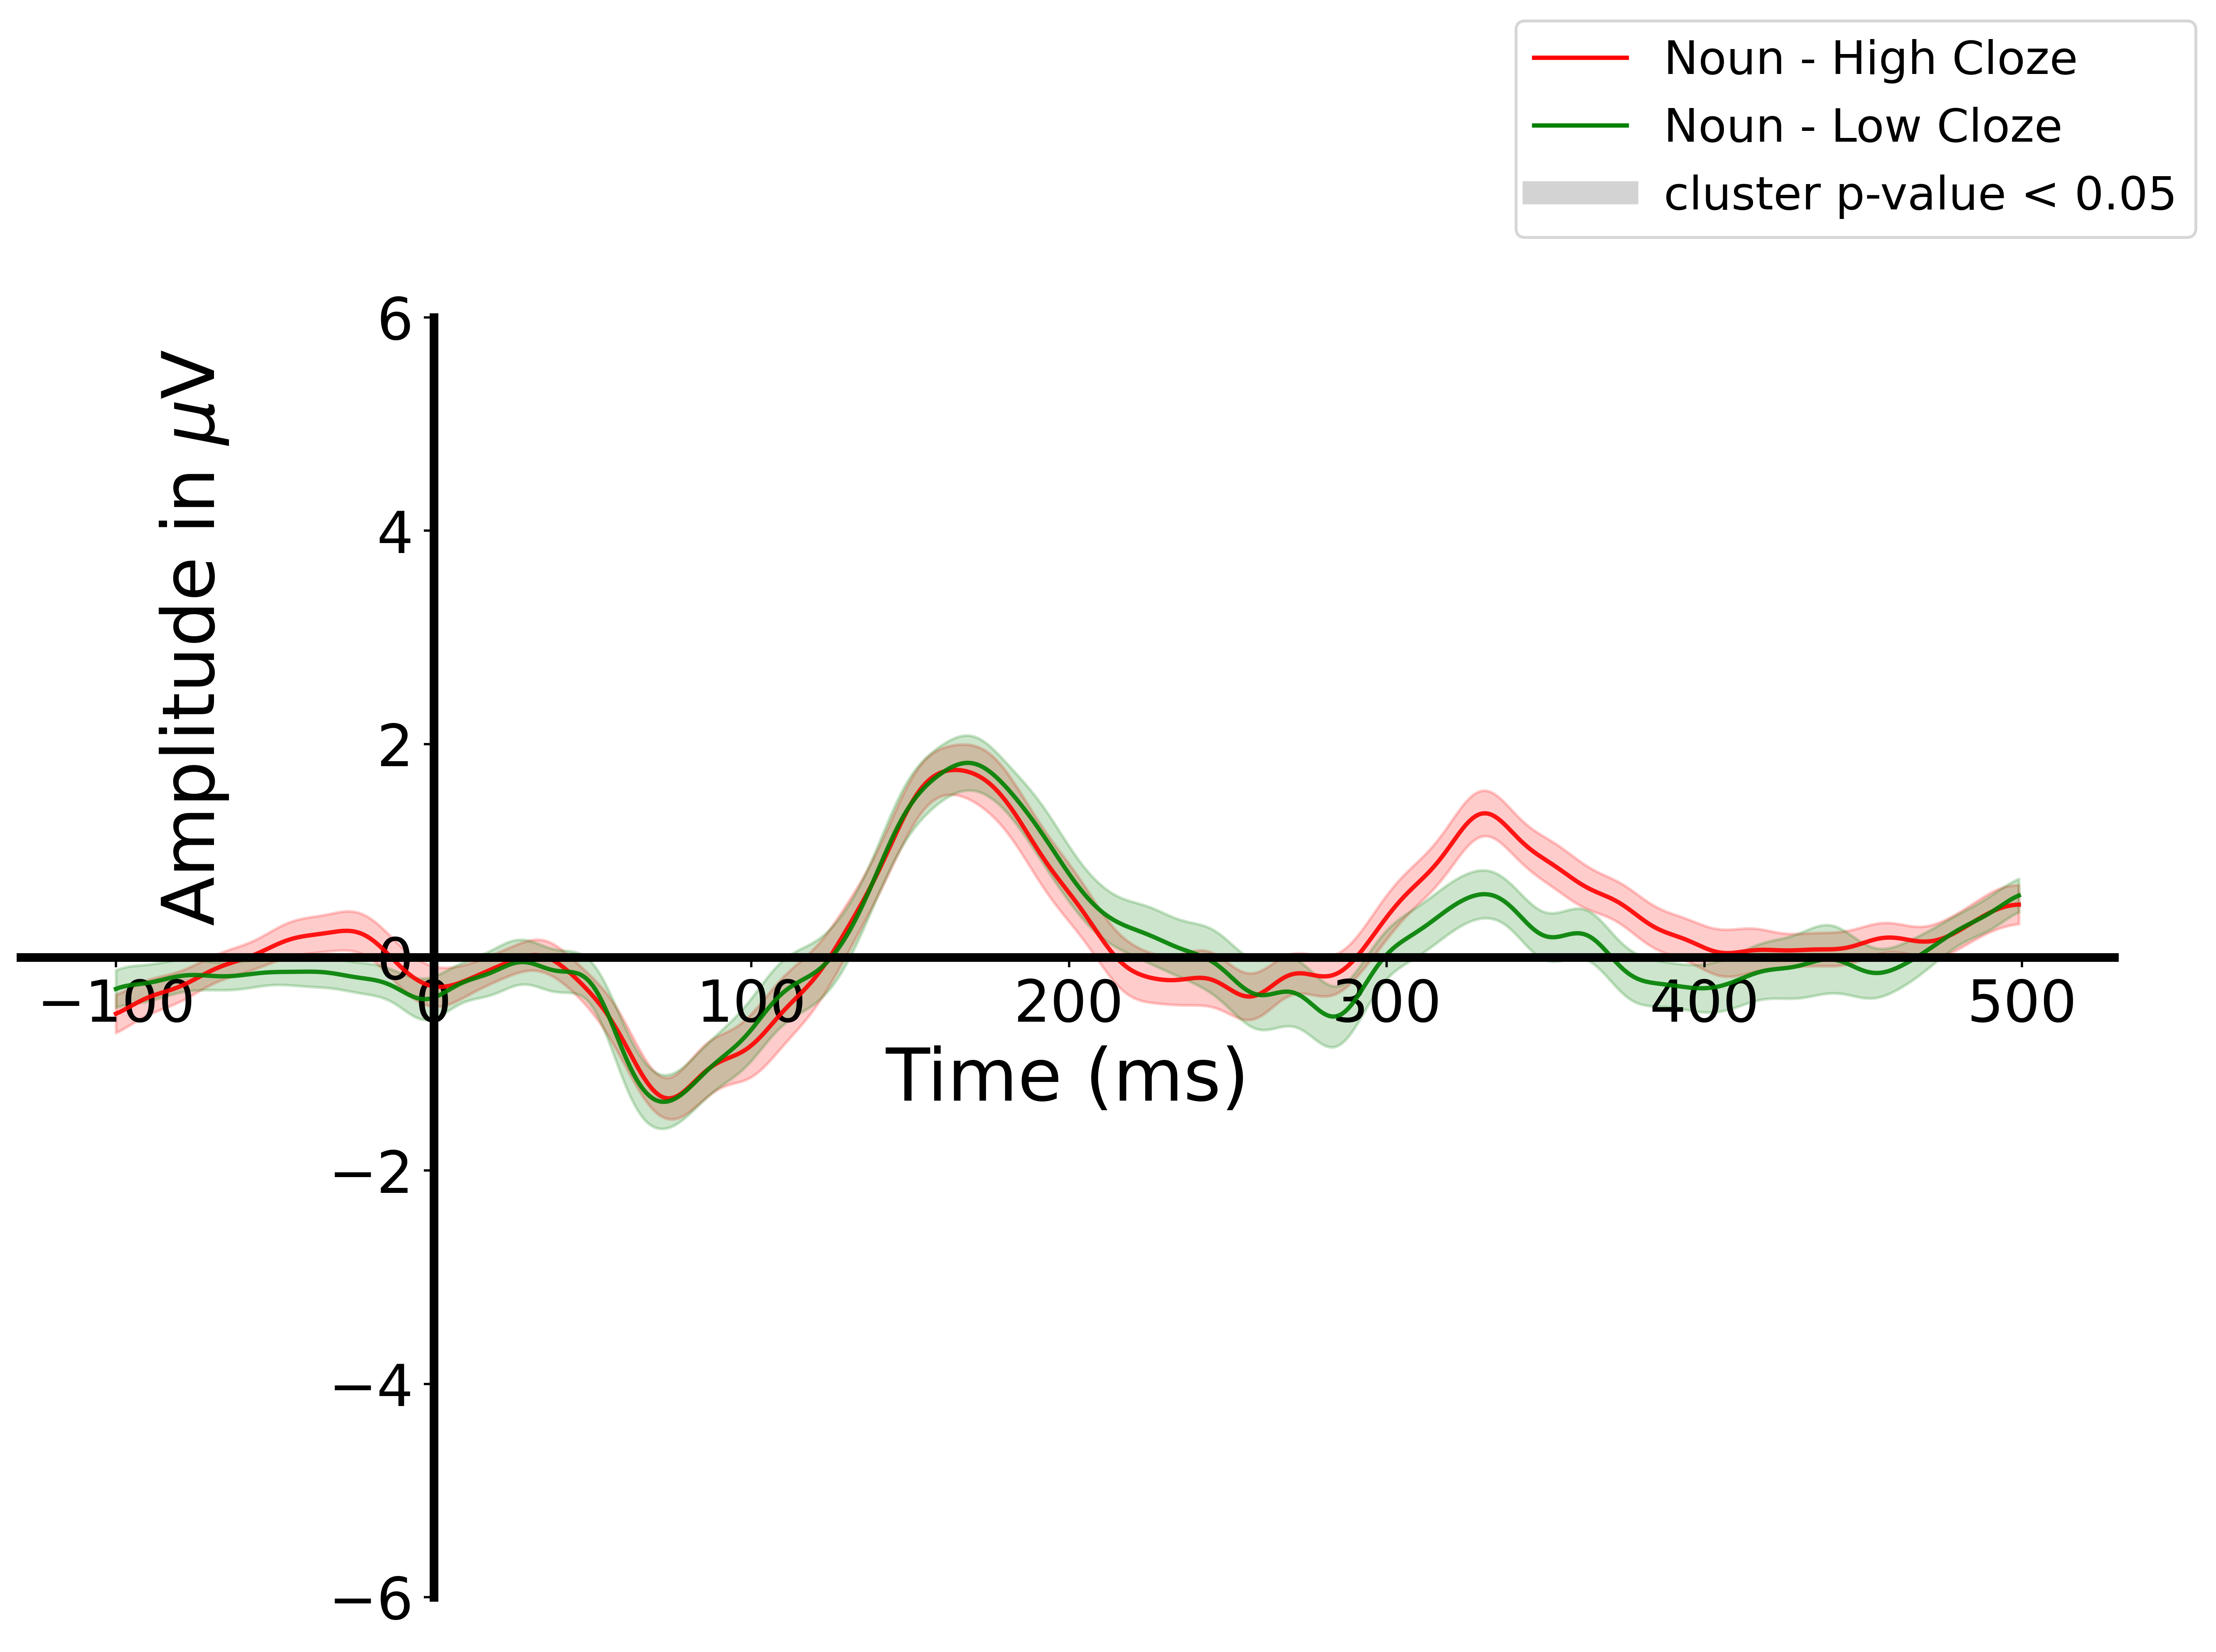 Noun - High Cloze
Noun - Low Cloze
cluster p-value < 0.05
Amplitude in μV
6
4
2
0
−2
−4
−6
−100
0
100
200
300
400
500
Time (ms)